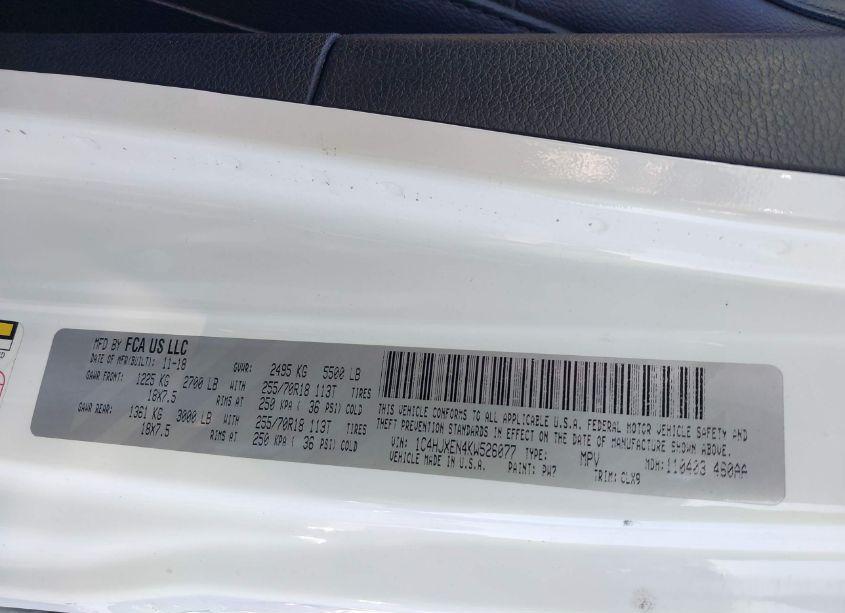 MFD BY FCA US LLC
DATE OF MFR(BUILT): 11-18 GVWR: 2495 KG 5500 LB
GAWR FRONT: 1225 KG 2700 LB WITH 255/70R18 113T TIRES
18X7.5 RIMS AT 250 KPA ( 36 PSI) COLD
GAWR REAR: 1361 KG 3000 LB WITH 255/70R18 113T TIRES
18X7.5 RIMS AT 250 KPA ( 36 PSI) COLD
THIS VEHICLE CONFORMS TO ALL APPLICABLE U.S.A. FEDERAL MOTOR VEHICLE SAFETY AND
THEFT PREVENTION STANDARDS IN EFFECT ON THE DATE OF MANUFACTURE SHOWN ABOVE.
VIN: 1C4HJXEN4KW526077 TYPE: MPV MDH: 110403 460AA
VEHICLE MADE IN U.S.A. PAINT: PW7 TRIM: CLX9